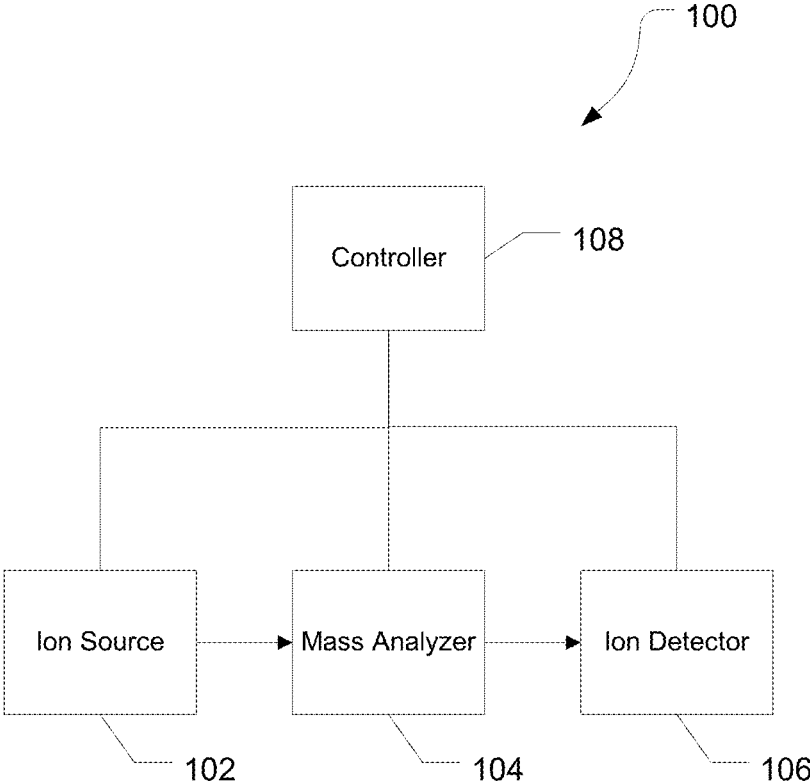 100
Controller
108
Ion Source
Mass Analyzer
Ion Detector
102
104
106